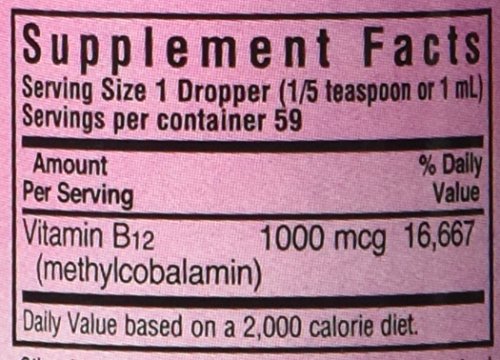 Supplement Facts
Serving Size 1 Dropper (1/5 teaspoon or 1 mL)
Servings per container 59
Amount % Daily
Per Serving Value
Vitamin B12 1000 mcg 16,667
(methylcobalamin)
Daily Value based on a 2,000 calorie diet.